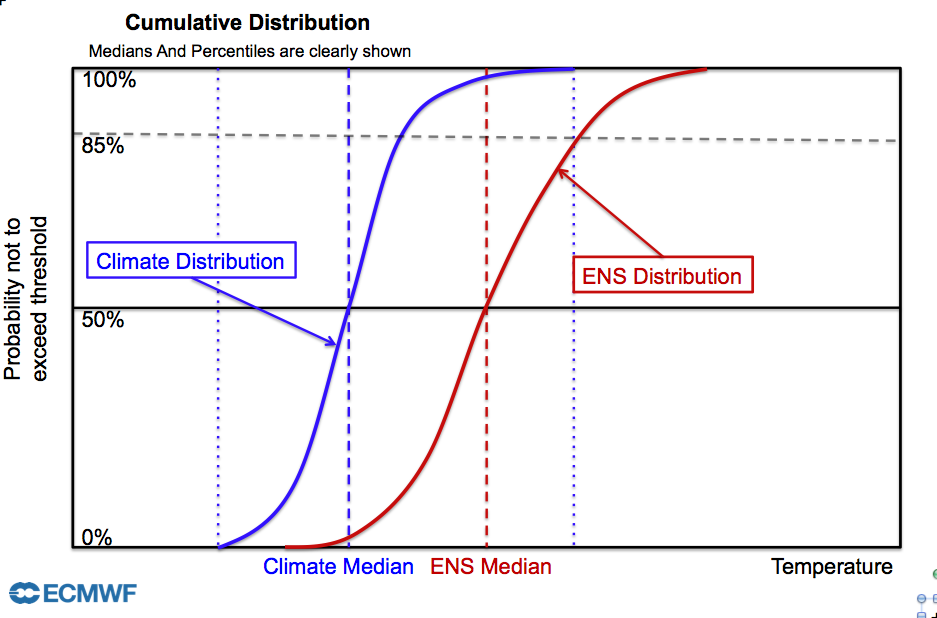 Cumulative Distribution
Medians And Percentiles are clearly shown
100%
85%
Probability not to
exceed threshold
Climate Distribution
ENS Distribution
50%
0%
Climate Median
ENS Median
Temperature
ECMWF